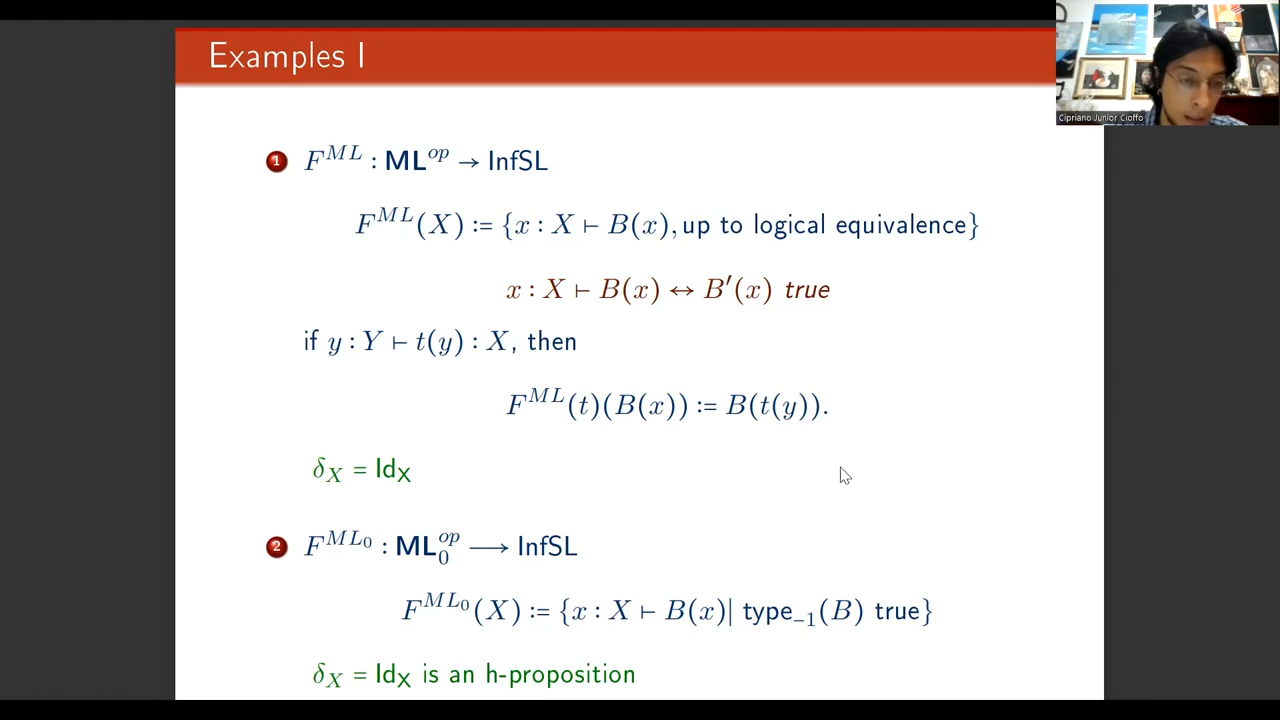 Examples I
Cipriano Junior Cioffo
1 F^{ML} : ML^{op} → InfSL
F^{ML}(X) := {x : X ⊢ B(x), up to logical equivalence}
x : X ⊢ B(x) ↔ B′(x) true
if y : Y ⊢ t(y) : X, then
F^{ML}(t)(B(x)) := B(t(y)).
δ_X = Id_X
2 F^{ML_0} : ML_0^{op} ⟶ InfSL
F^{ML_0}(X) := {x : X ⊢ B(x)| type_{−1}(B) true}
δ_X = Id_X is an h-proposition